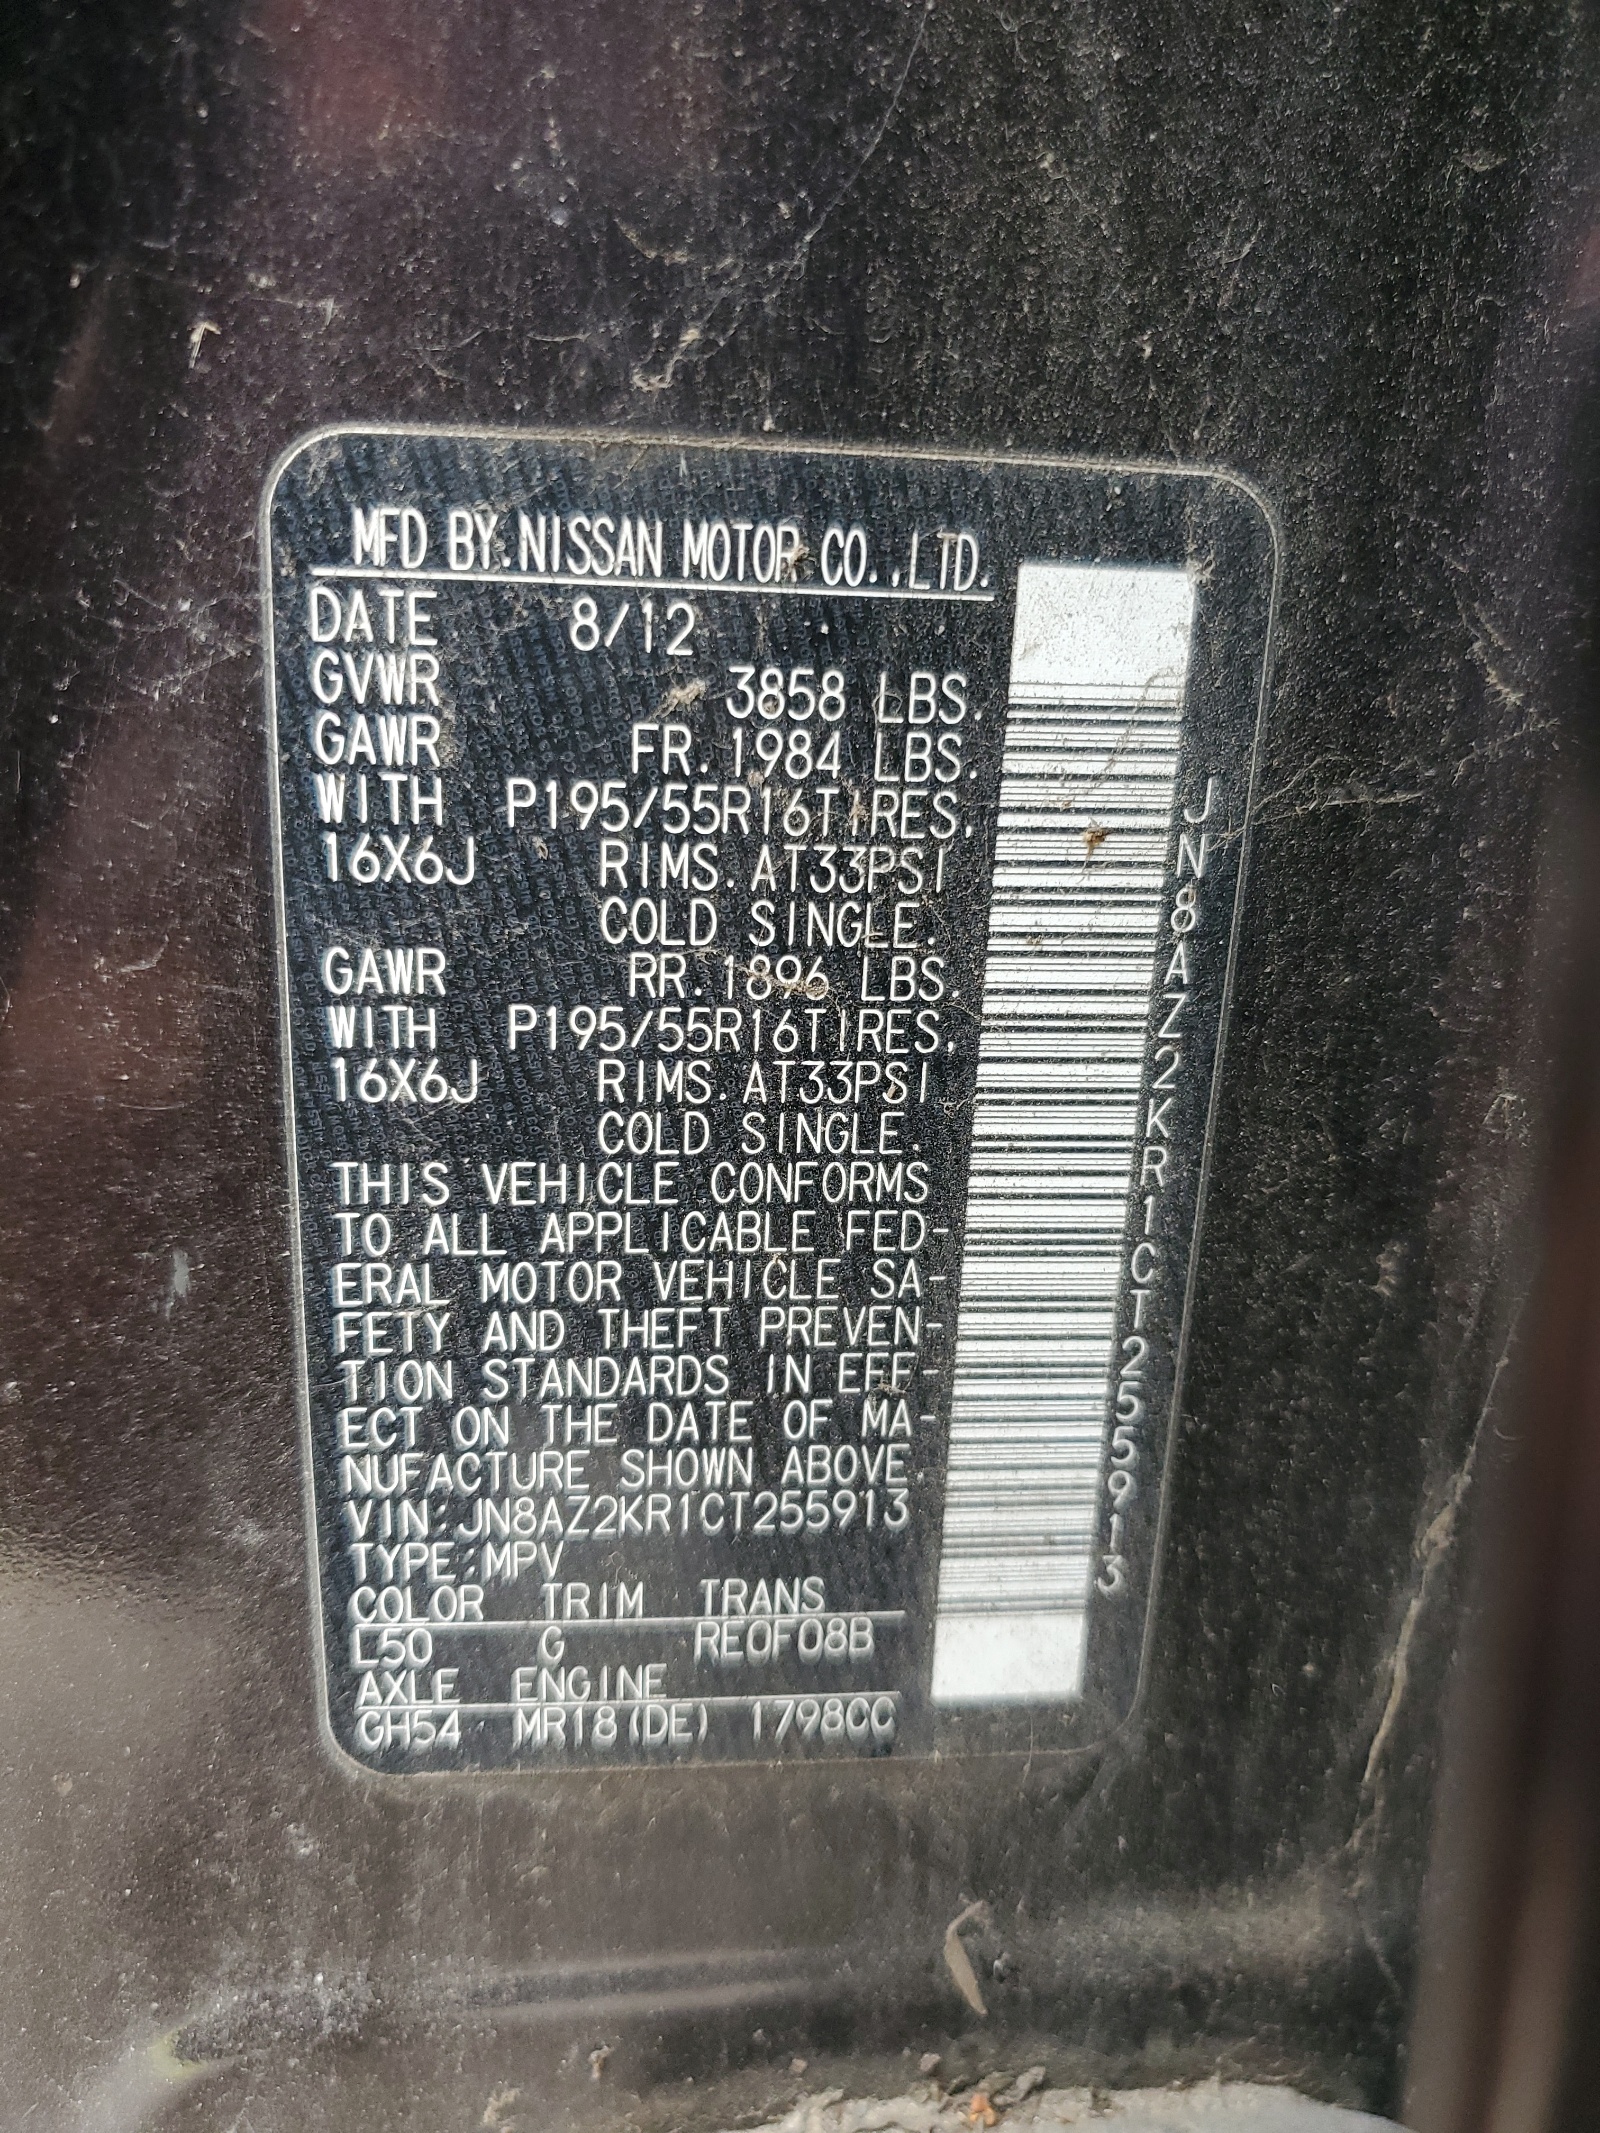 MFD BY.NISSAN MOTOR CO.,LTD.
DATE 8/12
GVWR 3858 LBS.
GAWR FR. 1984 LBS.
WITH P195/55R16TIRES.
16X6J RIMS. AT33PSI
COLD SINGLE.
GAWR RR. 1896 LBS.
WITH P195/55R16TIRES.
16X6J RIMS. AT33PSI
COLD SINGLE.
THIS VEHICLE CONFORMS
TO ALL APPLICABLE FED-
ERAL MOTOR VEHICLE SA-
FETY AND THEFT PREVEN-
TION STANDARDS IN EFF-
ECT ON THE DATE OF MA-
NUFACTURE SHOWN ABOVE
VIN:JN8AZ2KR1CT255913
TYPE:MPV
COLOR TRIM TRANS
L50 G RE0F08B
AXLE ENGINE
GH54 MR18(DE) 1798CC
JN8AZ2KR1CT255913